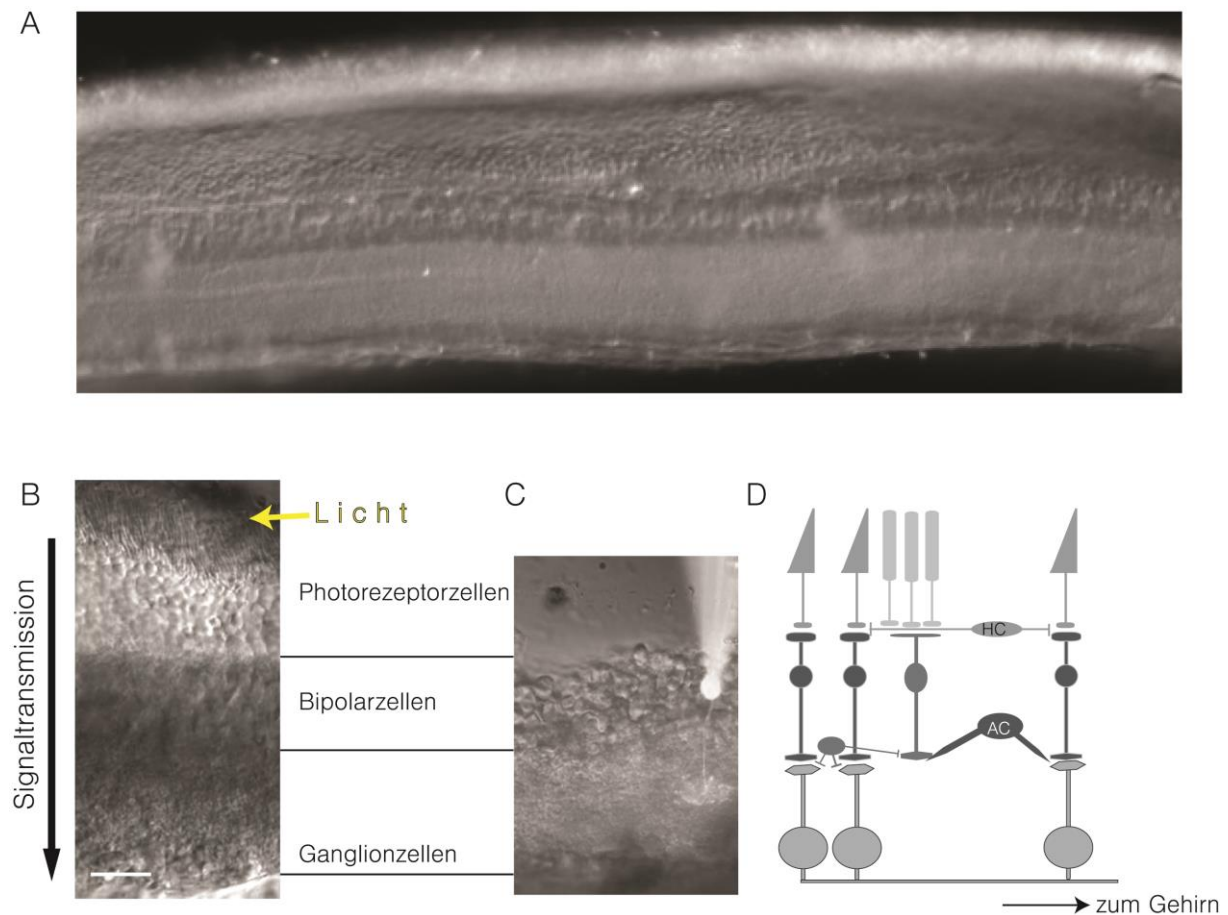 A
B
Licht
C
D
Signaltransmission
Photorezeptorzellen
HC
Bipolarzellen
AC
Ganglionzellen
zum Gehirn